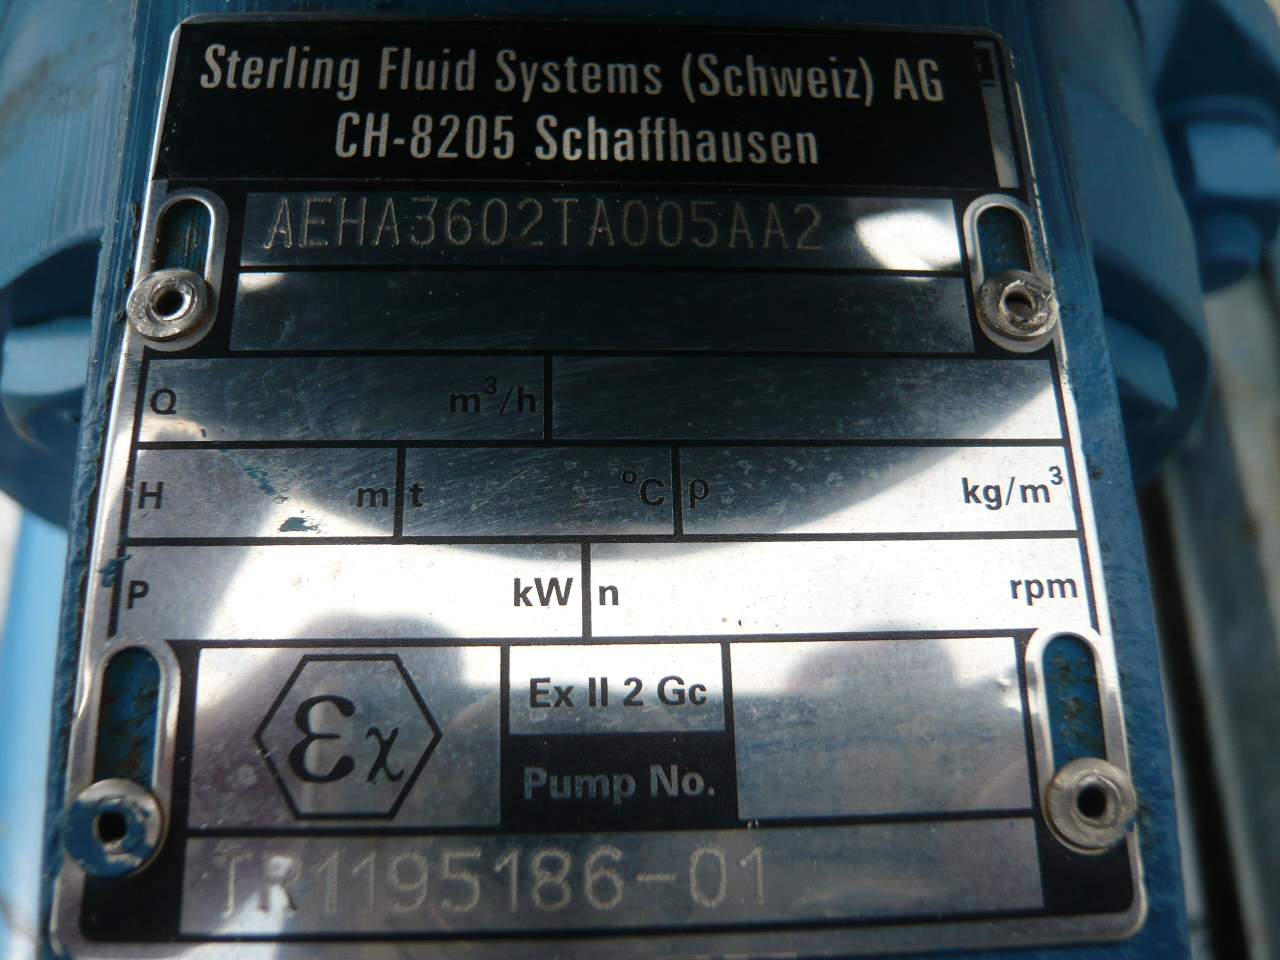 Sterling Fluid Systems (Schweiz) AG
CH-8205 Schaffhausen
AEHA3602TA005AA2
Q m³/h
H m t °C ρ kg/m³
P kW n rpm
Ex Ex II 2 Gc
Pump No.
TR1195186-01